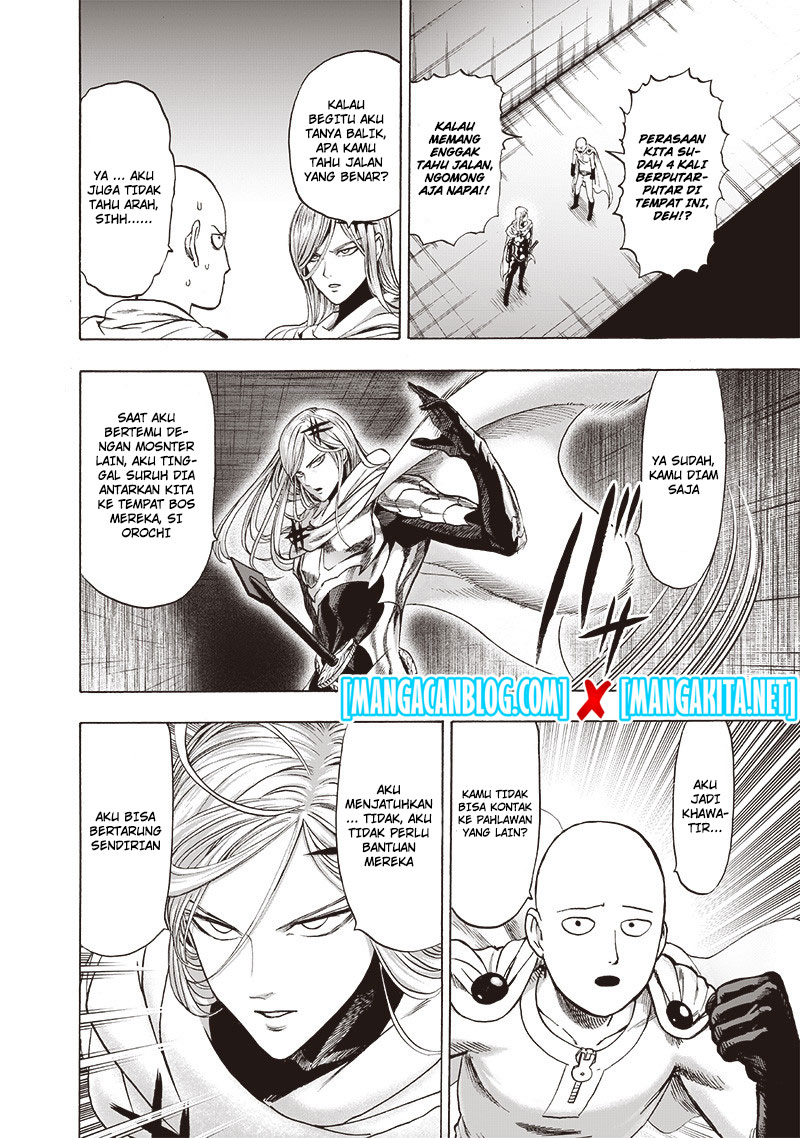 PERASAAN
KITA SU-
DAH 4 KALI
BERPUTAR-
PUTAR DI
TEMPAT INI,
DEH!?
KALAU
MEMANG
ENGGAK
TAHU JALAN,
NGOMONG
AJA NAPA!!
KALAU
BEGITU AKU
TANYA BALIK,
APA KAMU
TAHU JALAN
YANG BENAR?
YA ... AKU
JUGA TIDAK
TAHU ARAH,
SIHH......
YA SUDAH,
KAMU DIAM
SAJA
SAAT AKU
BERTEMU DE-
NGAN MOSNTER
LAIN, AKU TING-
GAL SURUH DIA
ANTARKAN KITA
KE TEMPAT BOS
MEREKA, SI
OROCHI
[MANGACANBLOG.COM] X [MANGAKITA.NET]
AKU
JADI
KHAWA-
TIR...
KAMU TIDAK
BISA KONTAK
KE PAHLAWAN
YANG LAIN?
AKU
MENJATUHKAN
... TIDAK, AKU
TIDAK PERLU
BANTUAN
MEREKA
AKU BISA
BERTARUNG
SENDIRIAN